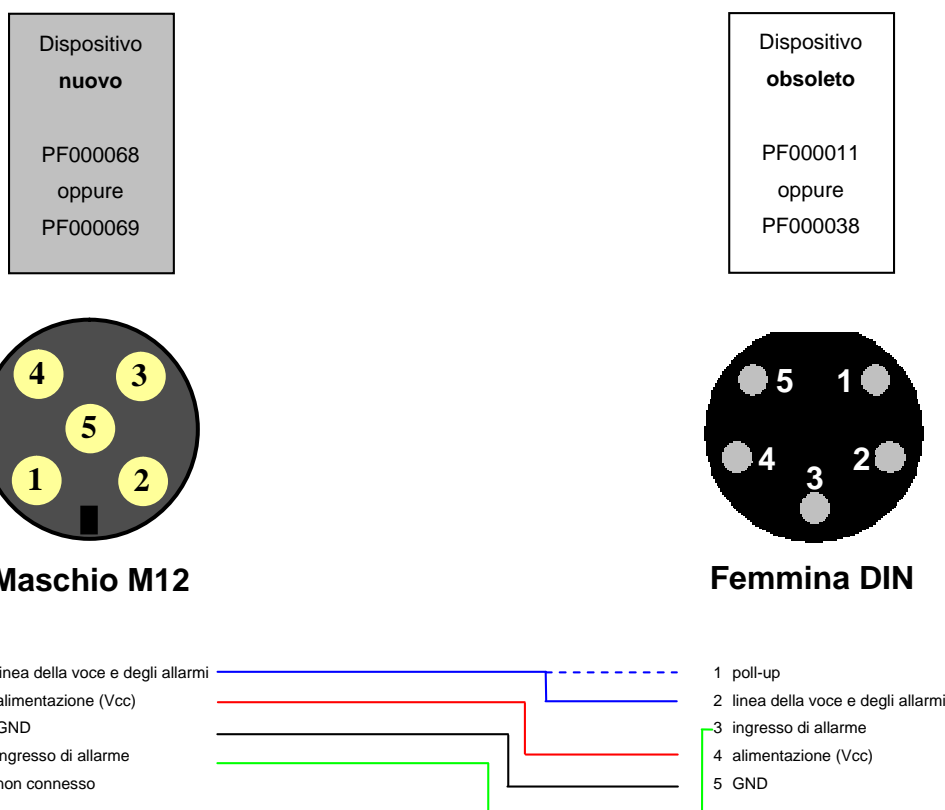 Dispositivo
nuovo
PF000068
oppure
PF000069
Dispositivo
obsoleto
PF000011
oppure
PF000038
4
3
5
1
2
5
1
4
2
3
Maschio M12
Femmina DIN
linea della voce e degli allarmi
alimentazione (Vcc)
GND
ingresso di allarme
non connesso
1 poll-up
2 linea della voce e degli allarmi
3 ingresso di allarme
4 alimentazione (Vcc)
5 GND